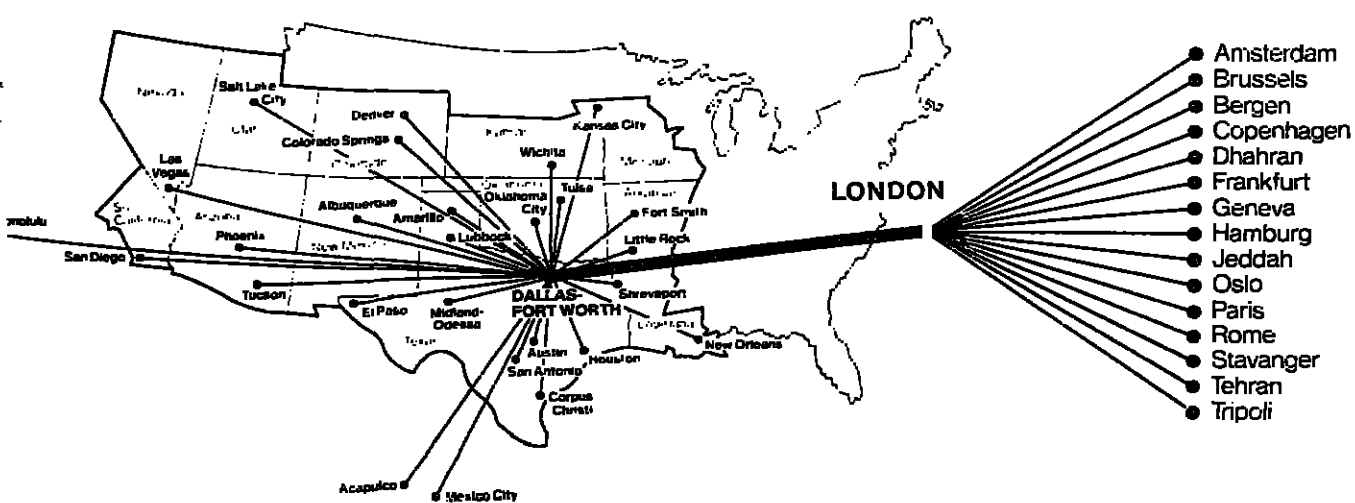 Salt Lake
City
Denver
Colorado Springs
Kansas City
Wichita
Las
Vegas
Tulsa
Oklahoma
City
Albuquerque
Amarillo
Fort Smith
Phoenix
Lubbock
Little Rock
San Diego
Tucson
El Paso
Midland-
Odessa
DALLAS-
FORT WORTH
Shreveport
Austin
San Antonio
Houston
New Orleans
Corpus
Christi
Acapulco
Mexico City
LONDON
Amsterdam
Brussels
Bergen
Copenhagen
Dhahran
Frankfurt
Geneva
Hamburg
Jeddah
Oslo
Paris
Rome
Stavanger
Tehran
Tripoli